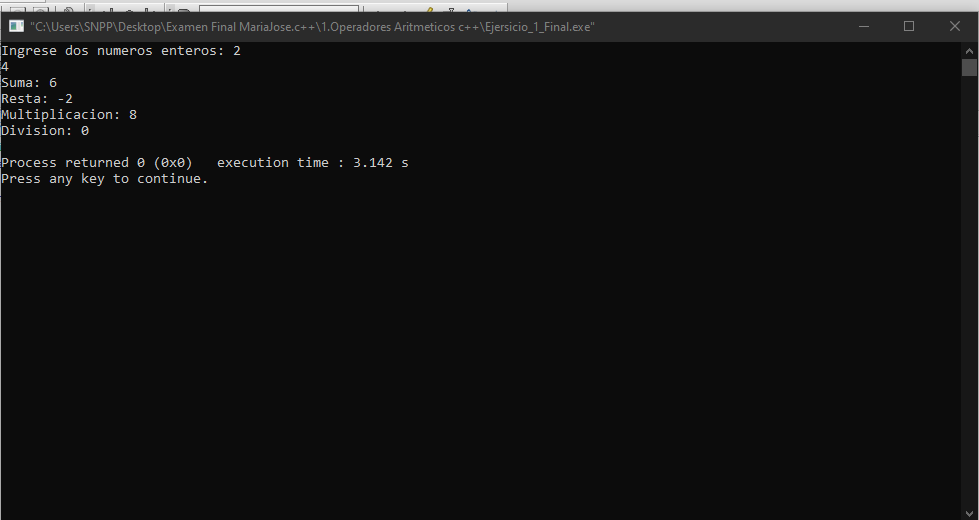 "C:\Users\SNPP\Desktop\Examen Final MariaJose.c++\1.Operadores Aritmeticos c++\Ejersicio_1_Final.exe"
Ingrese dos numeros enteros: 2
4
Suma: 6
Resta: -2
Multiplicacion: 8
Division: 0
Process returned 0 (0x0)   execution time : 3.142 s
Press any key to continue.